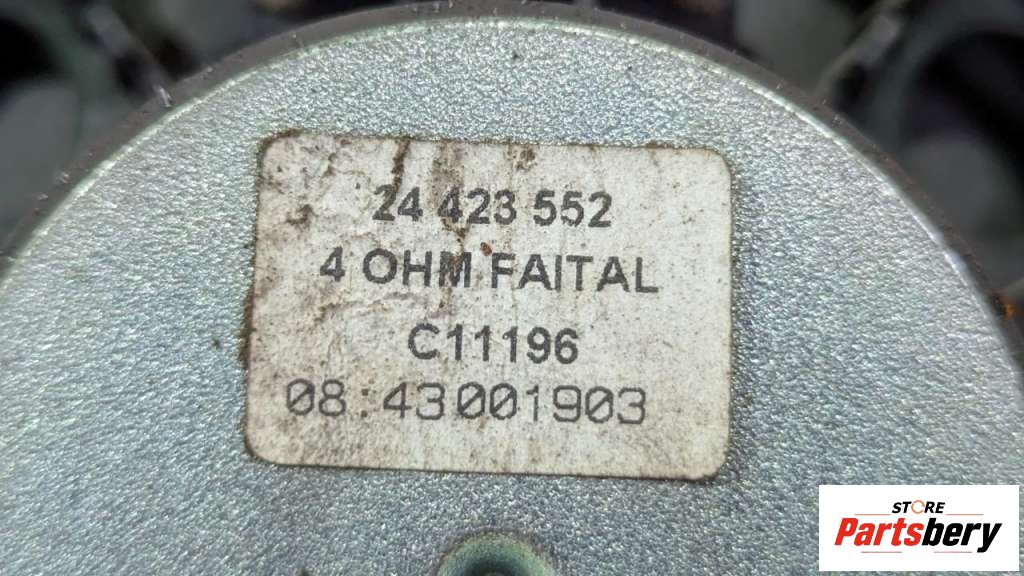 24 423 552
4 OHM FAITAL
C11196
08:43001903
STORE
Partsbery